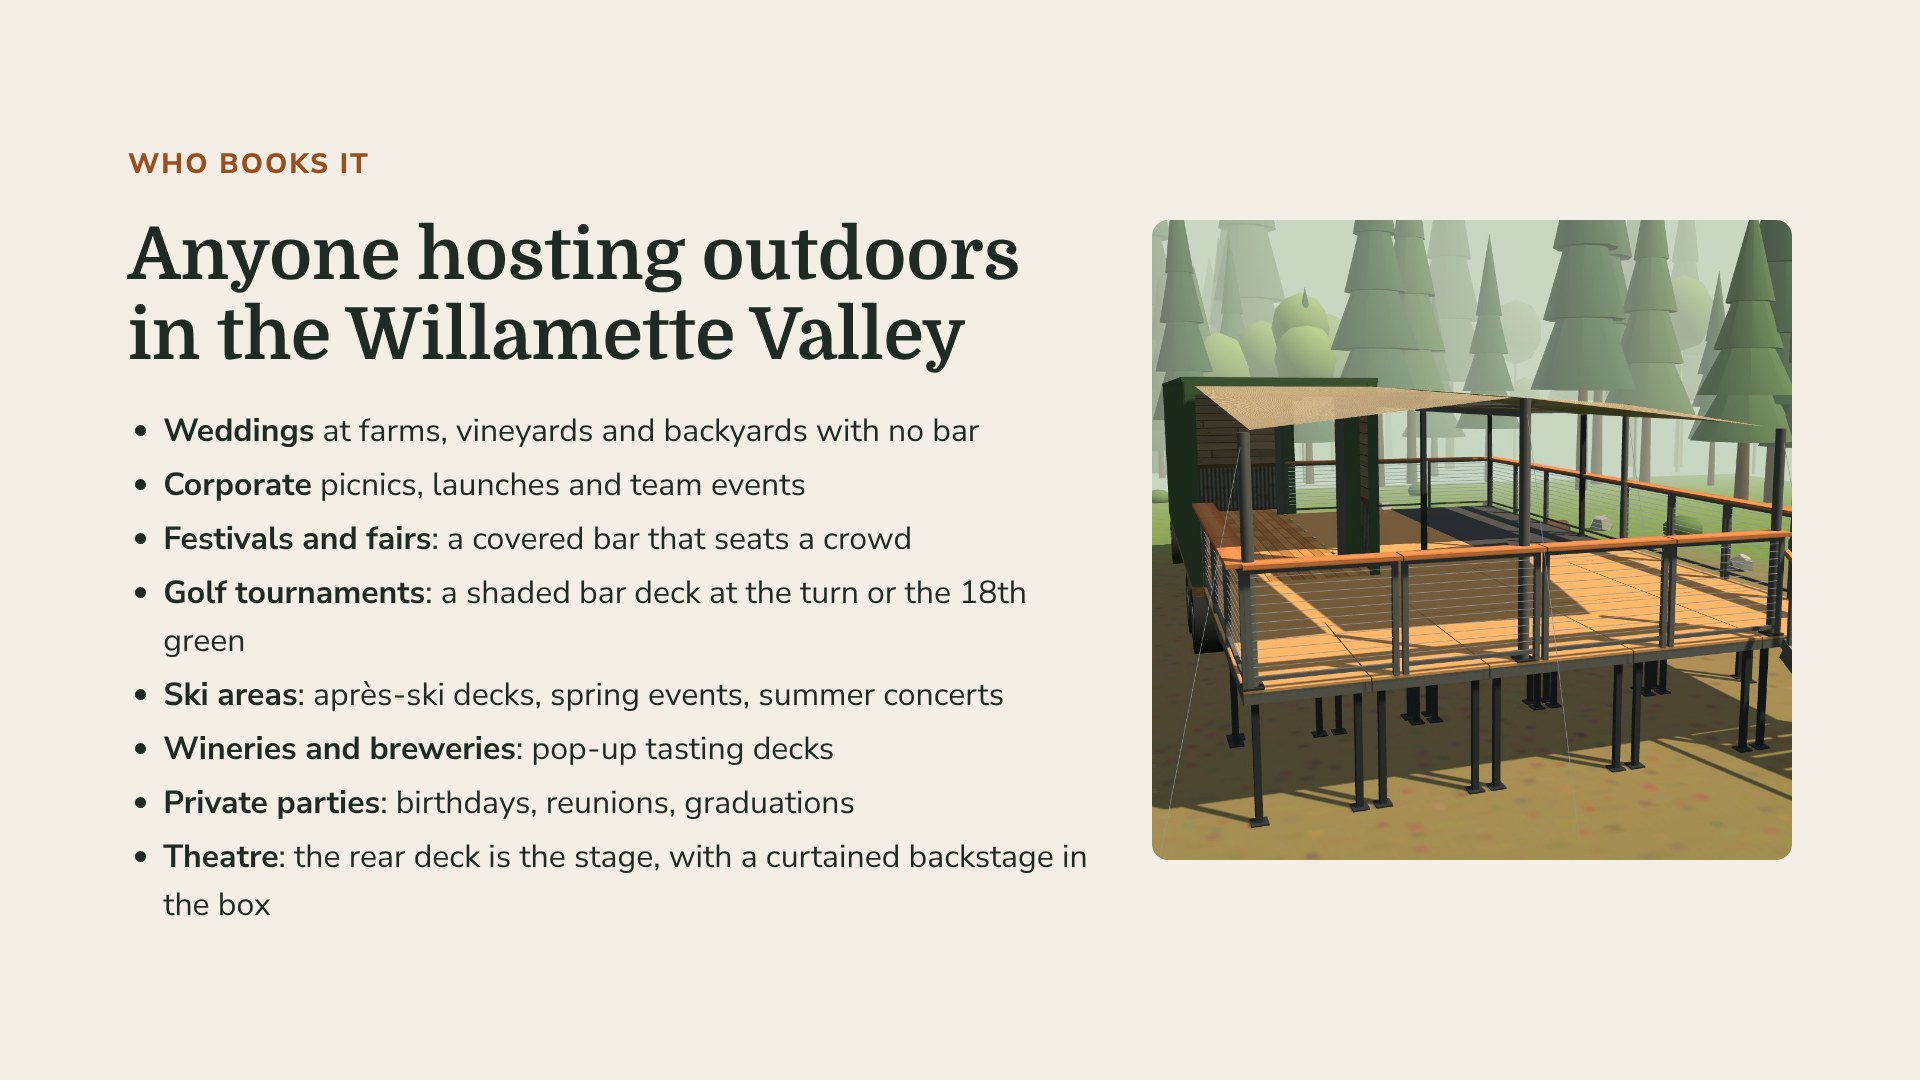 WHO BOOKS IT
Anyone hosting outdoors
in the Willamette Valley
• Weddings at farms, vineyards and backyards with no bar
• Corporate picnics, launches and team events
• Festivals and fairs: a covered bar that seats a crowd
• Golf tournaments: a shaded bar deck at the turn or the 18th
green
• Ski areas: après-ski decks, spring events, summer concerts
• Wineries and breweries: pop-up tasting decks
• Private parties: birthdays, reunions, graduations
• Theatre: the rear deck is the stage, with a curtained backstage in
the box